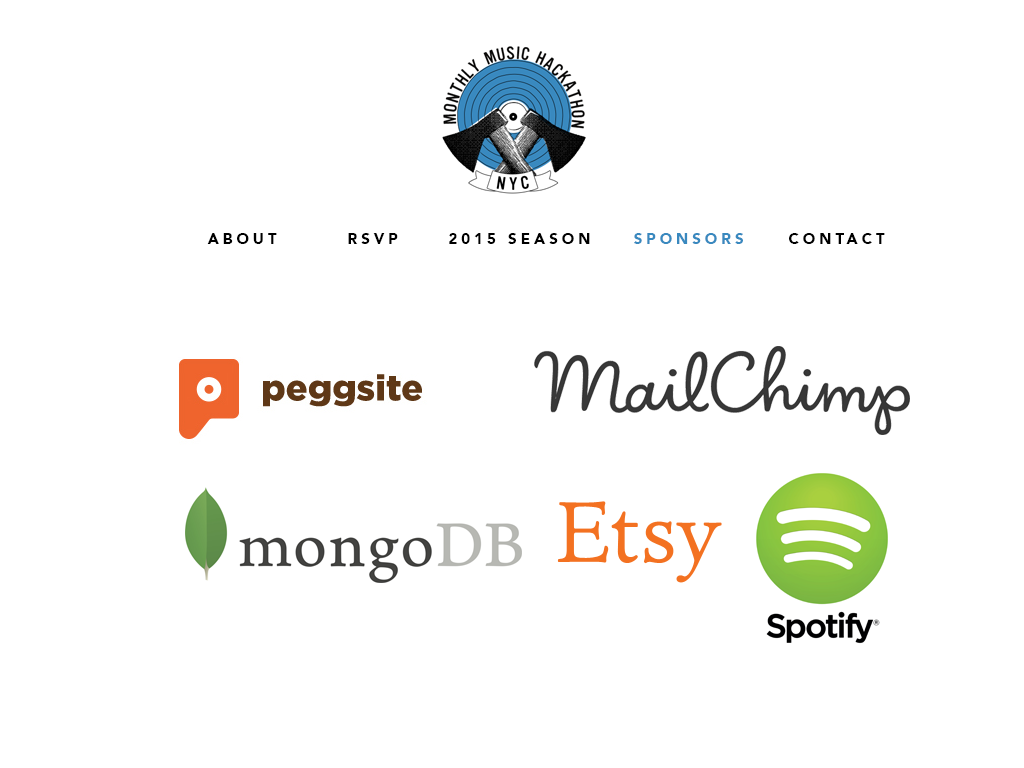 MONTHLY MUSIC HACKATHON
NYC
ABOUT RSVP 2015 SEASON SPONSORS CONTACT
peggsite MailChimp
mongoDB Etsy
Spotify®